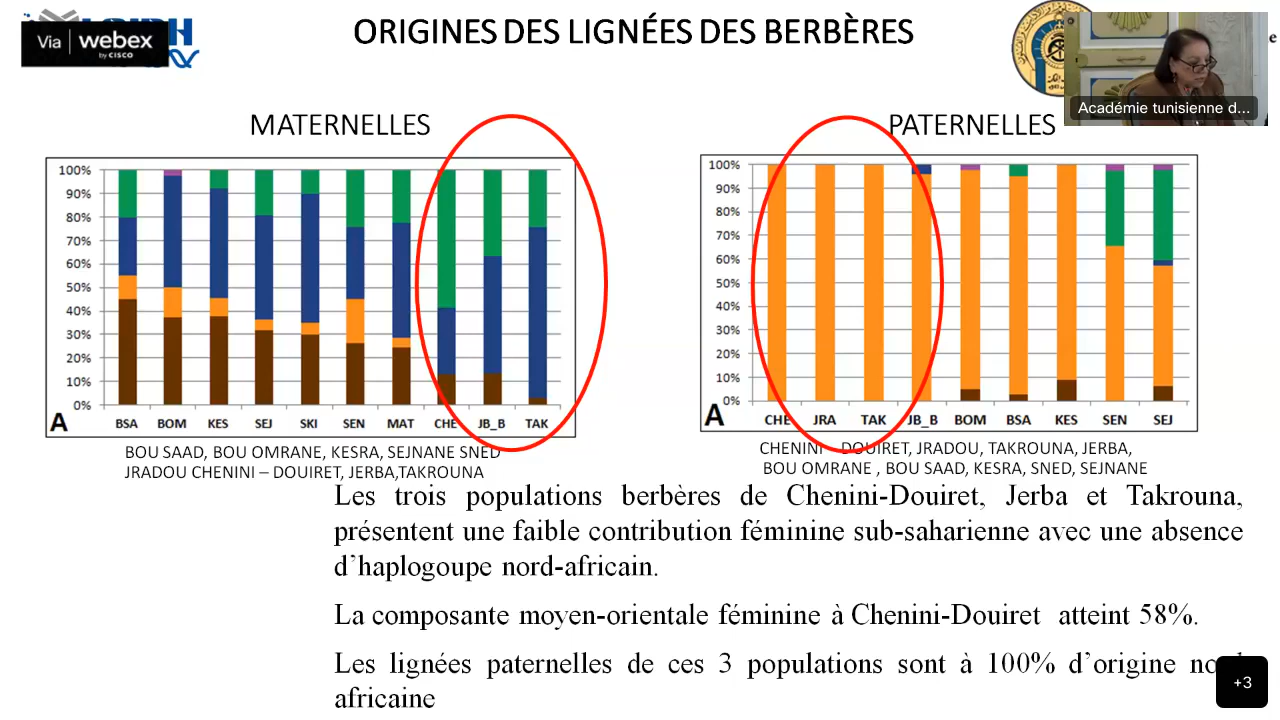 Via webex
by CISCO
ORIGINES DES LIGNÉES DES BERBÈRES
Académie tunisienne d...
MATERNELLES
100%
90%
80%
70%
60%
50%
40%
30%
20%
10%
0%
BSA BOM KES SEJ SKI SEN MAT CHE JB_B TAK
A
BOU SAAD, BOU OMRANE, KESRA, SEJNANE SNED
JRADOU CHENINI – DOUIRET, JERBA,TAKROUNA
PATERNELLES
100%
90%
80%
70%
60%
50%
40%
30%
20%
10%
0%
CHE JRA TAK JB_B BOM BSA KES SEN SEJ
A
CHENINI – DOUIRET, JRADOU, TAKROUNA, JERBA,
BOU OMRANE , BOU SAAD, KESRA, SNED, SEJNANE
Les trois populations berbères de Chenini-Douiret, Jerba et Takrouna,
présentent une faible contribution féminine sub-saharienne avec une absence
d’haplogoupe nord-africain.
La composante moyen-orientale féminine à Chenini-Douiret atteint 58%.
Les lignées paternelles de ces 3 populations sont à 100% d’origine
africaine
+3